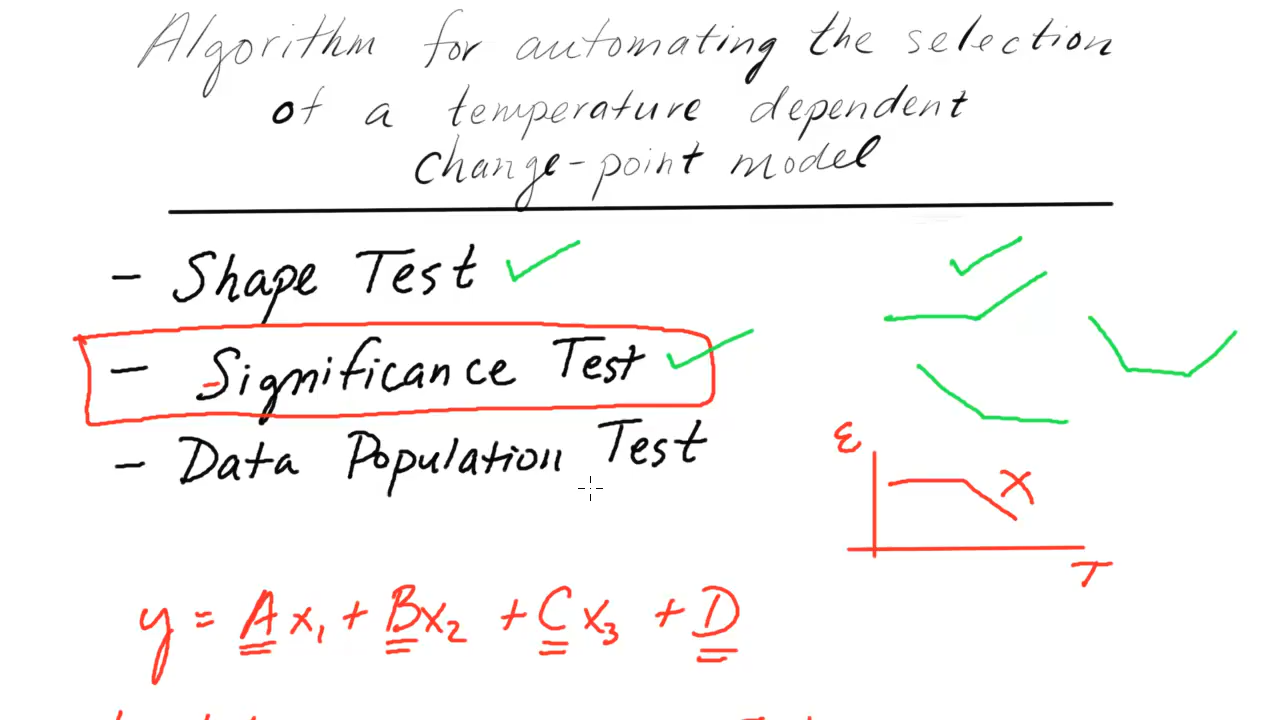 Algorithm for automating the selection
of a temperature dependent
change-point model
- Shape Test ✓
- Significance Test ✓
- Data Population Test
E
X
T
y = Ax₁ + Bx₂ + Cx₃ + D